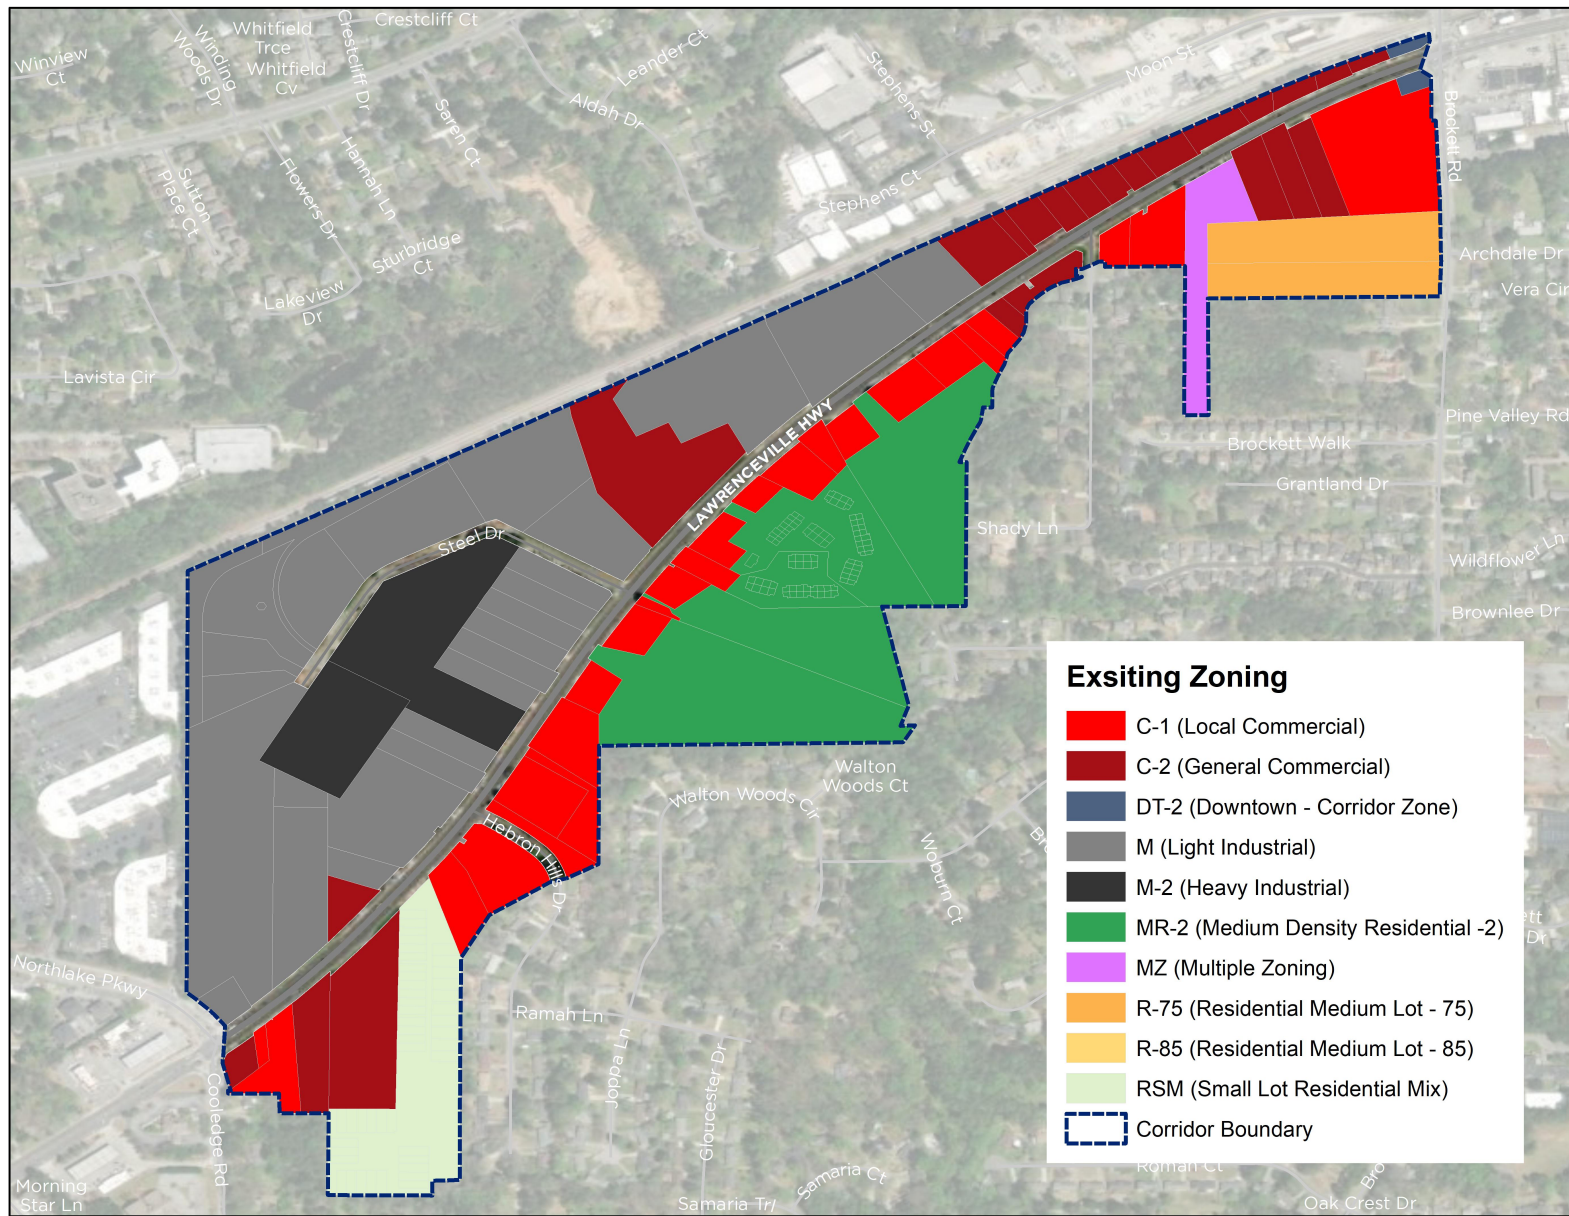 Crestcliff Ct
Whitfield
Trce
Whitfield
Cv
Winding
Woods Dr
Crestcliff Dr
Winview
Ct
Leander Ct
Aldah Dr
Saren Ct
Stephens St
Moon St
Brockett Rd
Hannah Ln
Flowers Dr
Sutton
Place Ct
Stephens Ct
Sturbridge
Ct
Lakeview
Dr
Archdale Dr
Vera Cir
Lavista Cir
LAWRENCEVILLE HWY
Pine Valley Rd
Brockett Walk
Grantland Dr
Shady Ln
Steel Dr
Wildflower Ln
Brownlee Dr
Walton
Woods Ct
Walton Woods Cir
Hebron Hills Dr
Woburn Ct
Northlake Pkwy
Ramah Ln
Joppa Ln
Gloucester Dr
Cooledge Rd
Morning
Star Ln
Samaria Trl
Samaria Ct
Roman Ct
Oak Crest Dr
Bro
Br
ett
Dr
Exsiting Zoning
C-1 (Local Commercial)
C-2 (General Commercial)
DT-2 (Downtown - Corridor Zone)
M (Light Industrial)
M-2 (Heavy Industrial)
MR-2 (Medium Density Residential -2)
MZ (Multiple Zoning)
R-75 (Residential Medium Lot - 75)
R-85 (Residential Medium Lot - 85)
RSM (Small Lot Residential Mix)
Corridor Boundary